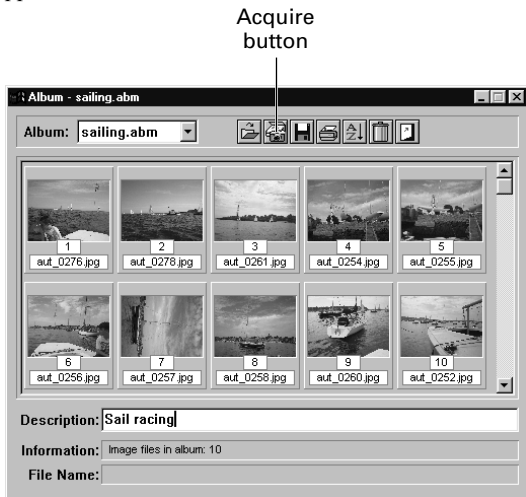 Acquire
button
Album - sailing.abm
Album: sailing.abm
1 2 3 4 5
aut_0276.jpg aut_0278.jpg aut_0261.jpg aut_0254.jpg aut_0255.jpg
6 7 8 9 10
aut_0256.jpg aut_0257.jpg aut_0258.jpg aut_0260.jpg aut_0252.jpg
Description: Sail racing
Information: Image files in album: 10
File Name: